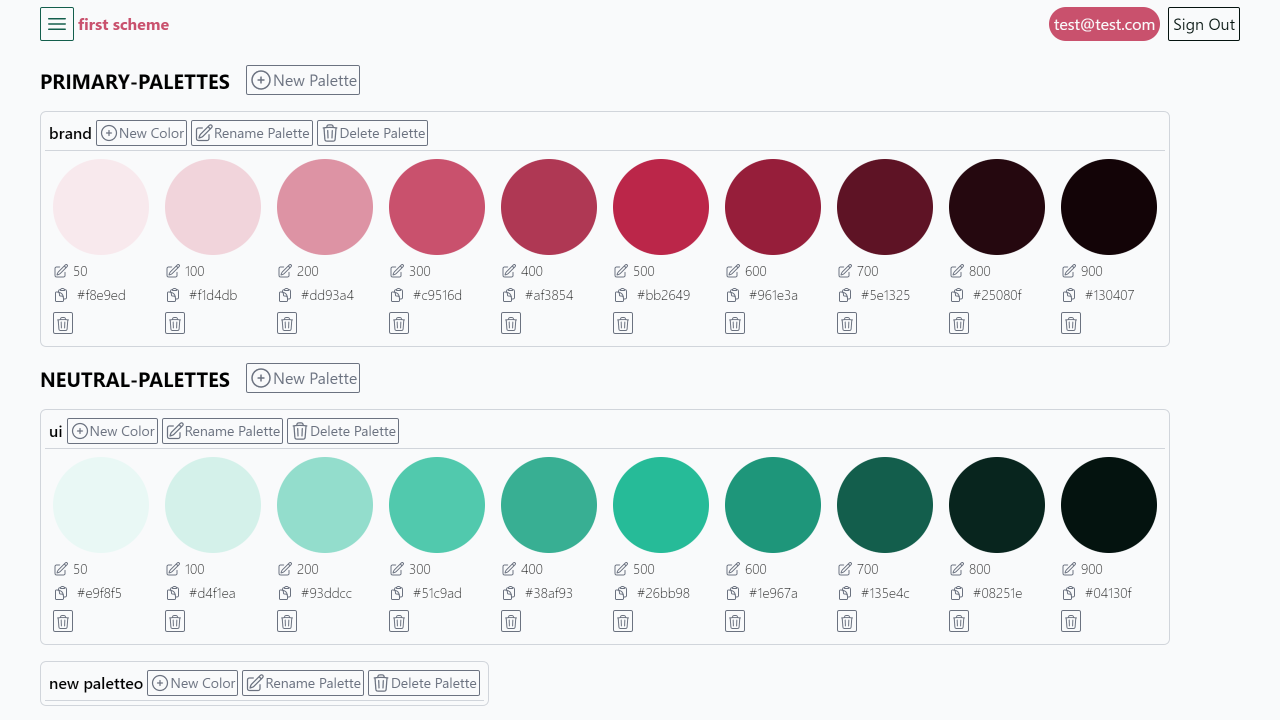 first scheme test@test.com Sign Out
PRIMARY-PALETTES New Palette
brand New Color Rename Palette Delete Palette
50 100 200 300 400 500 600 700 800 900
#f8e9ed #f1d4db #dd93a4 #c9516d #af3854 #bb2649 #961e3a #5e1325 #25080f #130407
NEUTRAL-PALETTES New Palette
ui New Color Rename Palette Delete Palette
50 100 200 300 400 500 600 700 800 900
#e9f8f5 #d4f1ea #93ddcc #51c9ad #38af93 #26bb98 #1e967a #135e4c #08251e #04130f
new paletteo New Color Rename Palette Delete Palette